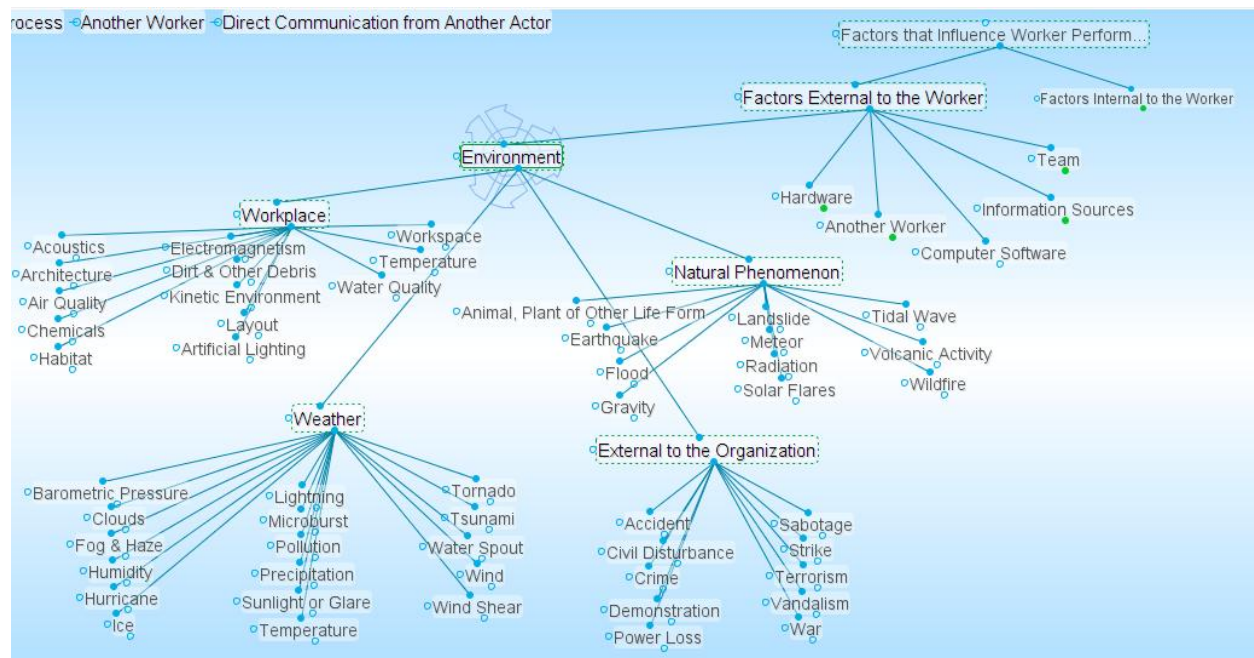 rocess Another Worker Direct Communication from Another Actor
Factors that Influence Worker Perform...
Factors External to the Worker
Factors Internal to the Worker
Environment
Team
Hardware
Information Sources
Another Worker
Computer Software
Workplace
Acoustics
Architecture
Air Quality
Chemicals
Habitat
Electromagnetism
Dirt & Other Debris
Kinetic Environment
Layout
Artificial Lighting
Workspace
Temperature
Water Quality
Natural Phenomenon
Animal, Plant of Other Life Form
Earthquake
Flood
Gravity
Landslide
Meteor
Radiation
Solar Flares
Tidal Wave
Volcanic Activity
Wildfire
Weather
Barometric Pressure
Clouds
Fog & Haze
Humidity
Hurricane
Ice
Lightning
Microburst
Pollution
Precipitation
Sunlight or Glare
Temperature
Tornado
Tsunami
Water Spout
Wind
Wind Shear
External to the Organization
Accident
Civil Disturbance
Crime
Demonstration
Power Loss
Sabotage
Strike
Terrorism
Vandalism
War